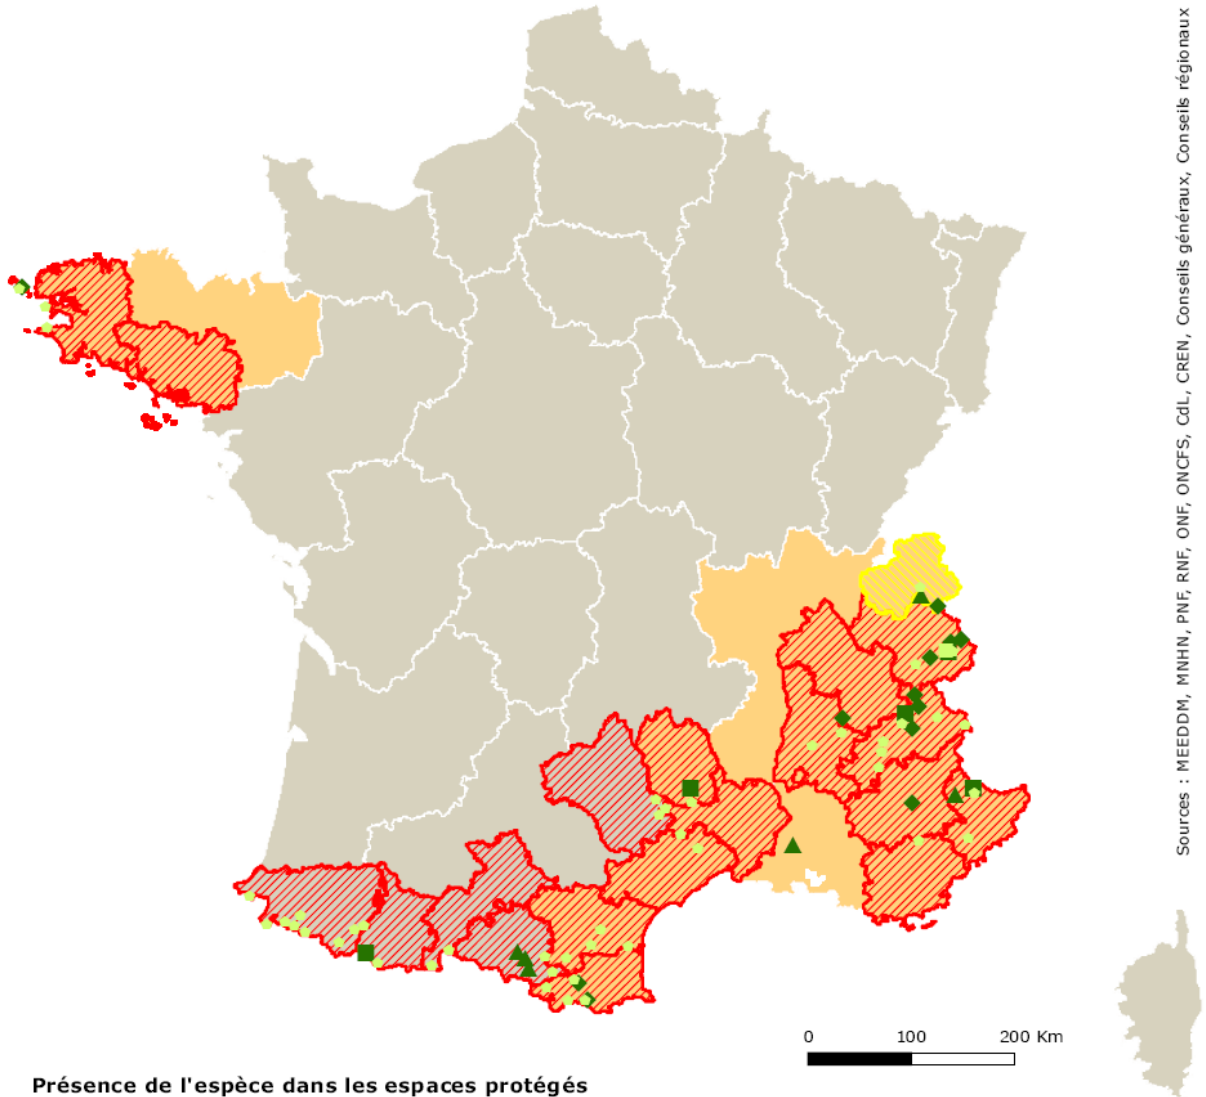 Sources : MEEDDM, MNHN, PNF, RNF, ONF, ONCFS, CdL, CREN, Conseils généraux, Conseils régionaux
0 100 200 Km
Présence de l'espèce dans les espaces protégés